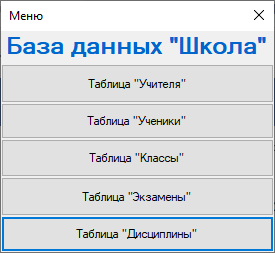 Меню
База данных "Школа"
Таблица "Учителя"
Таблица "Ученики"
Таблица "Классы"
Таблица "Экзамены"
Таблица "Дисциплины"